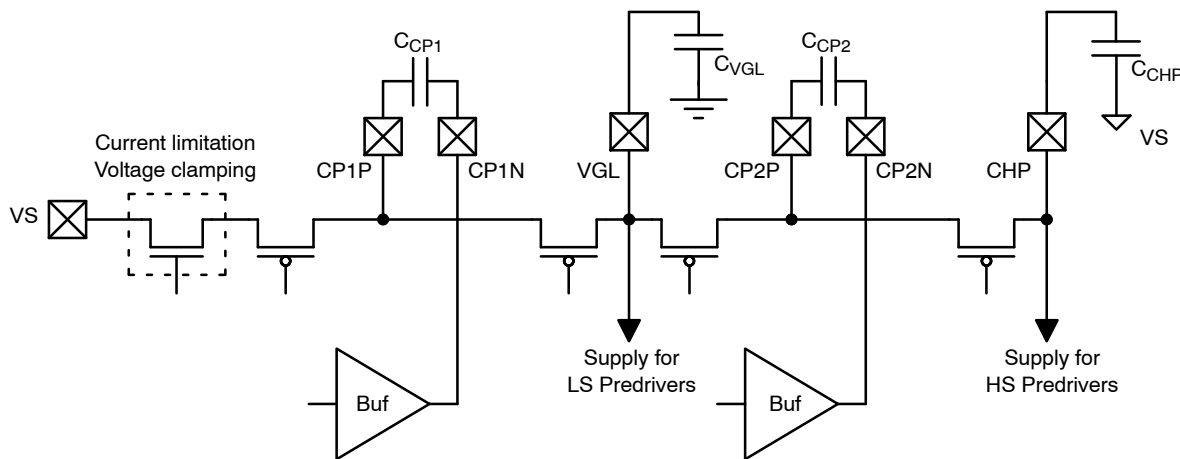 C_CP1
C_VGL
C_CP2
C_CHP
VS
Current limitation
Voltage clamping
CP1P
CP1N
VGL
CP2P
CP2N
CHP
VS
Supply for
LS Predrivers
Supply for
HS Predrivers
Buf
Buf